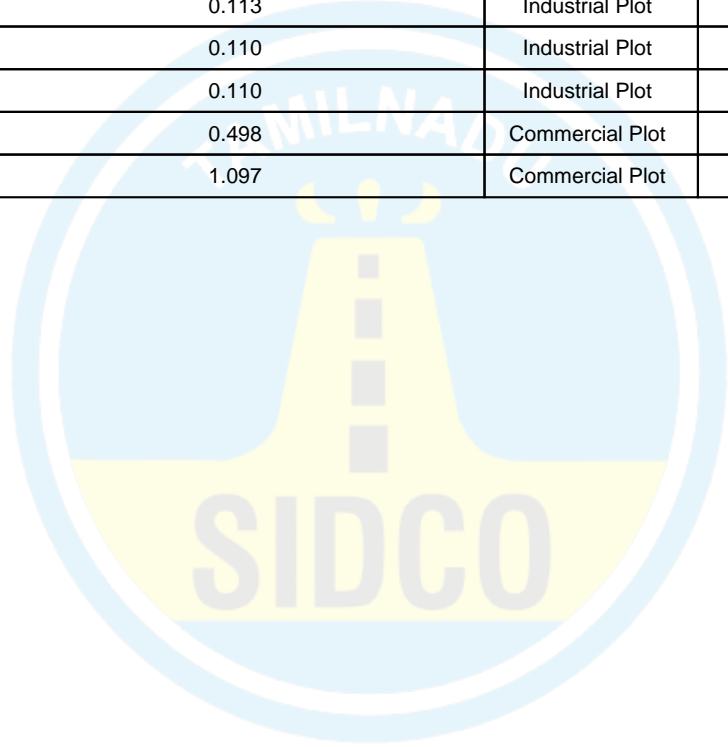 0.113 Industrial Plot
0.110 Industrial Plot
0.110 Industrial Plot
0.498 Commercial Plot
1.097 Commercial Plot
TAMILNADU
SIDCO